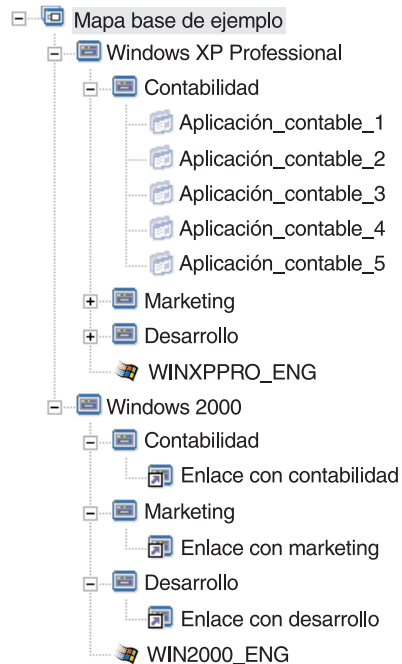 Mapa base de ejemplo
Windows XP Professional
Contabilidad
Aplicación_contable_1
Aplicación_contable_2
Aplicación_contable_3
Aplicación_contable_4
Aplicación_contable_5
Marketing
Desarrollo
WINXPPRO_ENG
Windows 2000
Contabilidad
Enlace con contabilidad
Marketing
Enlace con marketing
Desarrollo
Enlace con desarrollo
WIN2000_ENG